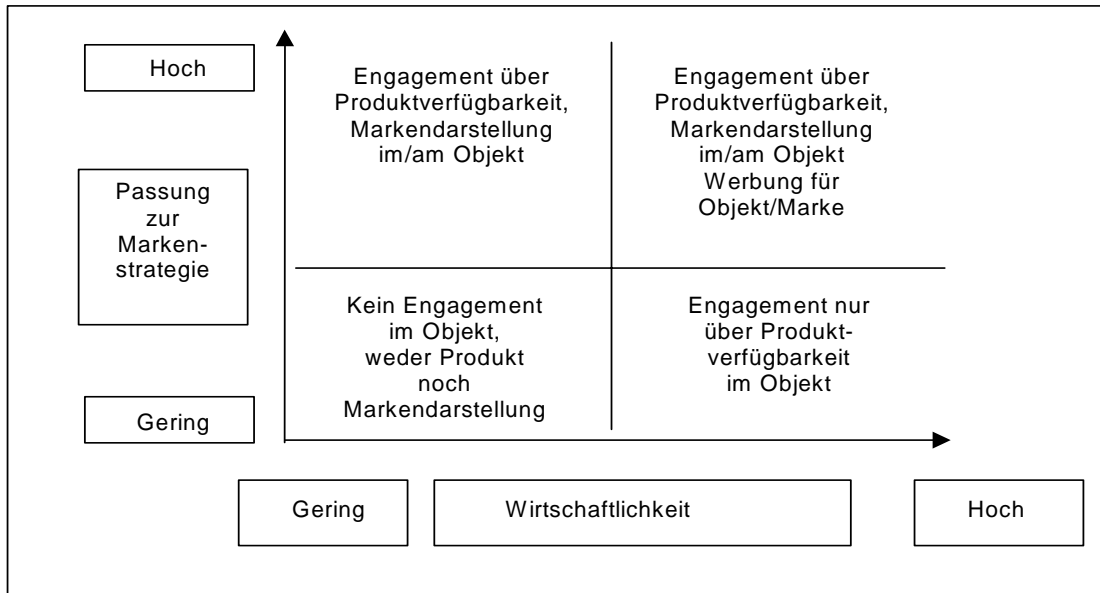 Hoch
Engagement über
Produktverfügbarkeit,
Markendarstellung
im/am Objekt
Engagement über
Produktverfügbarkeit,
Markendarstellung
im/am Objekt
Werbung für
Objekt/Marke
Passung
zur
Marken-
strategie
Kein Engagement
im Objekt,
weder Produkt
noch
Markendarstellung
Engagement nur
über Produkt-
verfügbarkeit
im Objekt
Gering
Gering
Wirtschaftlichkeit
Hoch